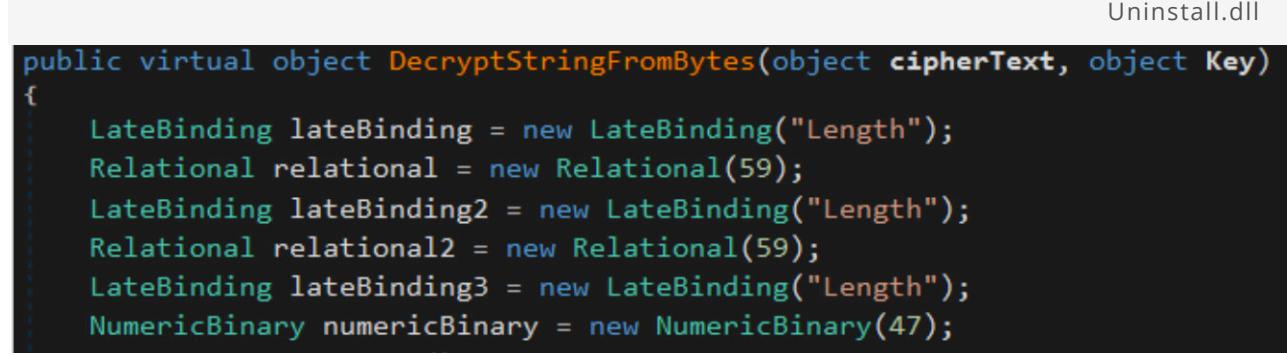 Uninstall.dll
public virtual object DecryptStringFromBytes(object cipherText, object Key)
{
LateBinding lateBinding = new LateBinding("Length");
Relational relational = new Relational(59);
LateBinding lateBinding2 = new LateBinding("Length");
Relational relational2 = new Relational(59);
LateBinding lateBinding3 = new LateBinding("Length");
NumericBinary numericBinary = new NumericBinary(47);